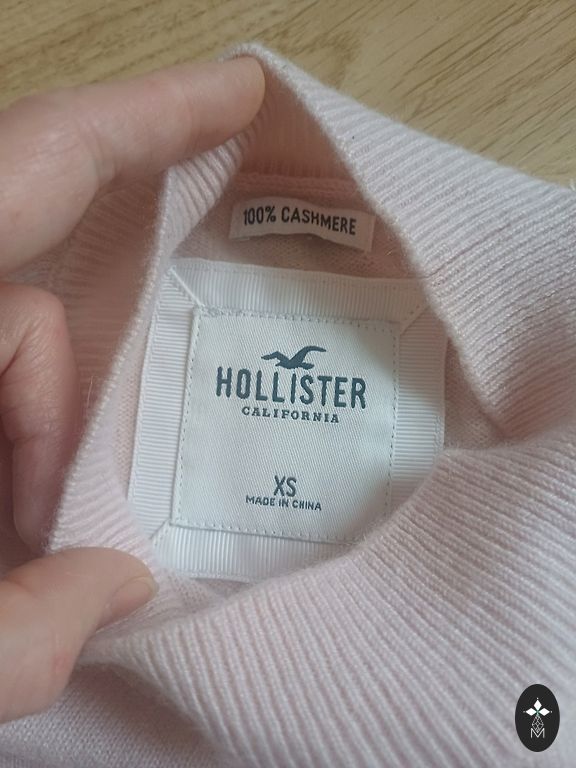 100% CASHMERE
HOLLISTER
CALIFORNIA
XS
MADE IN CHINA
M